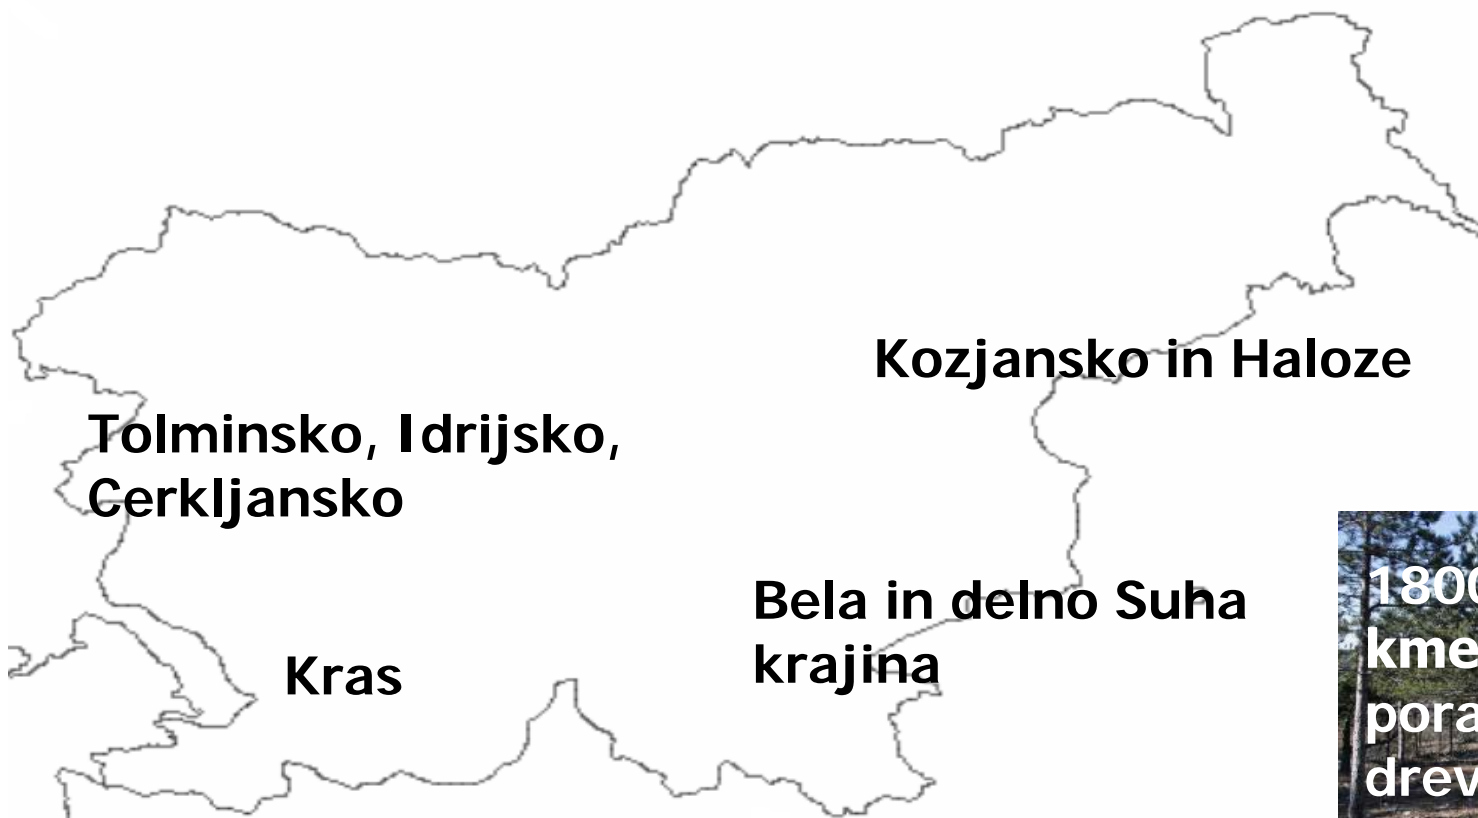 Kozjansko in Haloze
Tolminsko, Idrijsko,
Cerkljansko
Bela in delno Suha
krajina
Kras